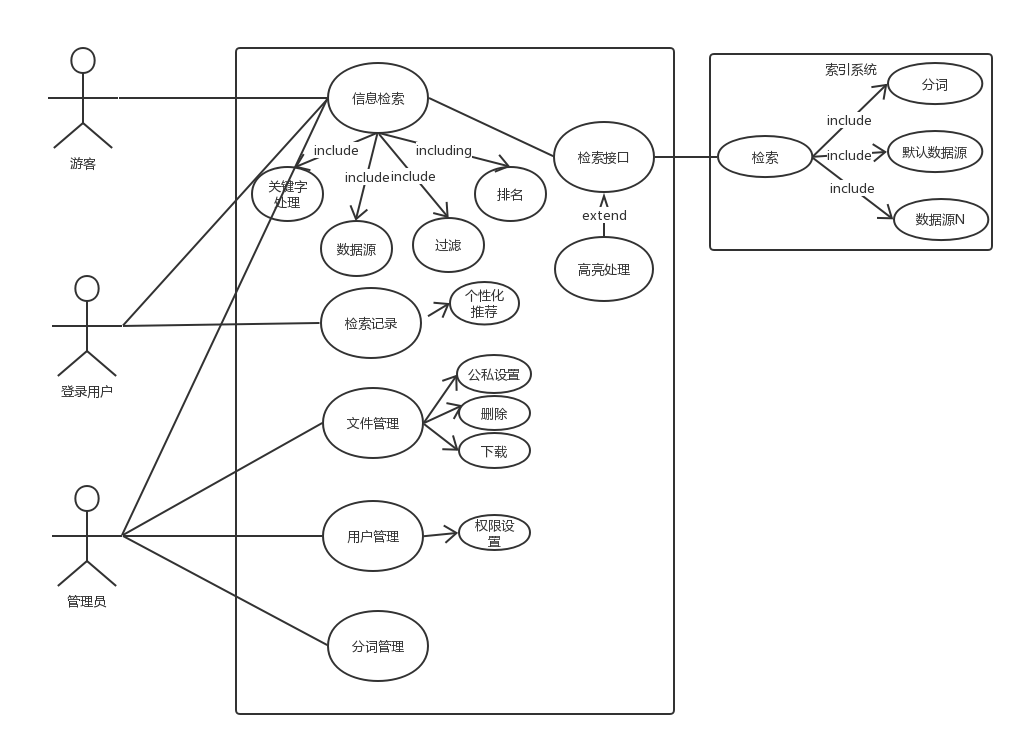 游客
登录用户
管理员
信息检索
include
include
include
including
关键字
处理
数据源
过滤
排名
检索接口
extend
高亮处理
检索记录
个性化
推荐
文件管理
公私设置
删除
下载
用户管理
权限设
置
分词管理
索引系统
检索
include
include
include
分词
默认数据源
数据源N